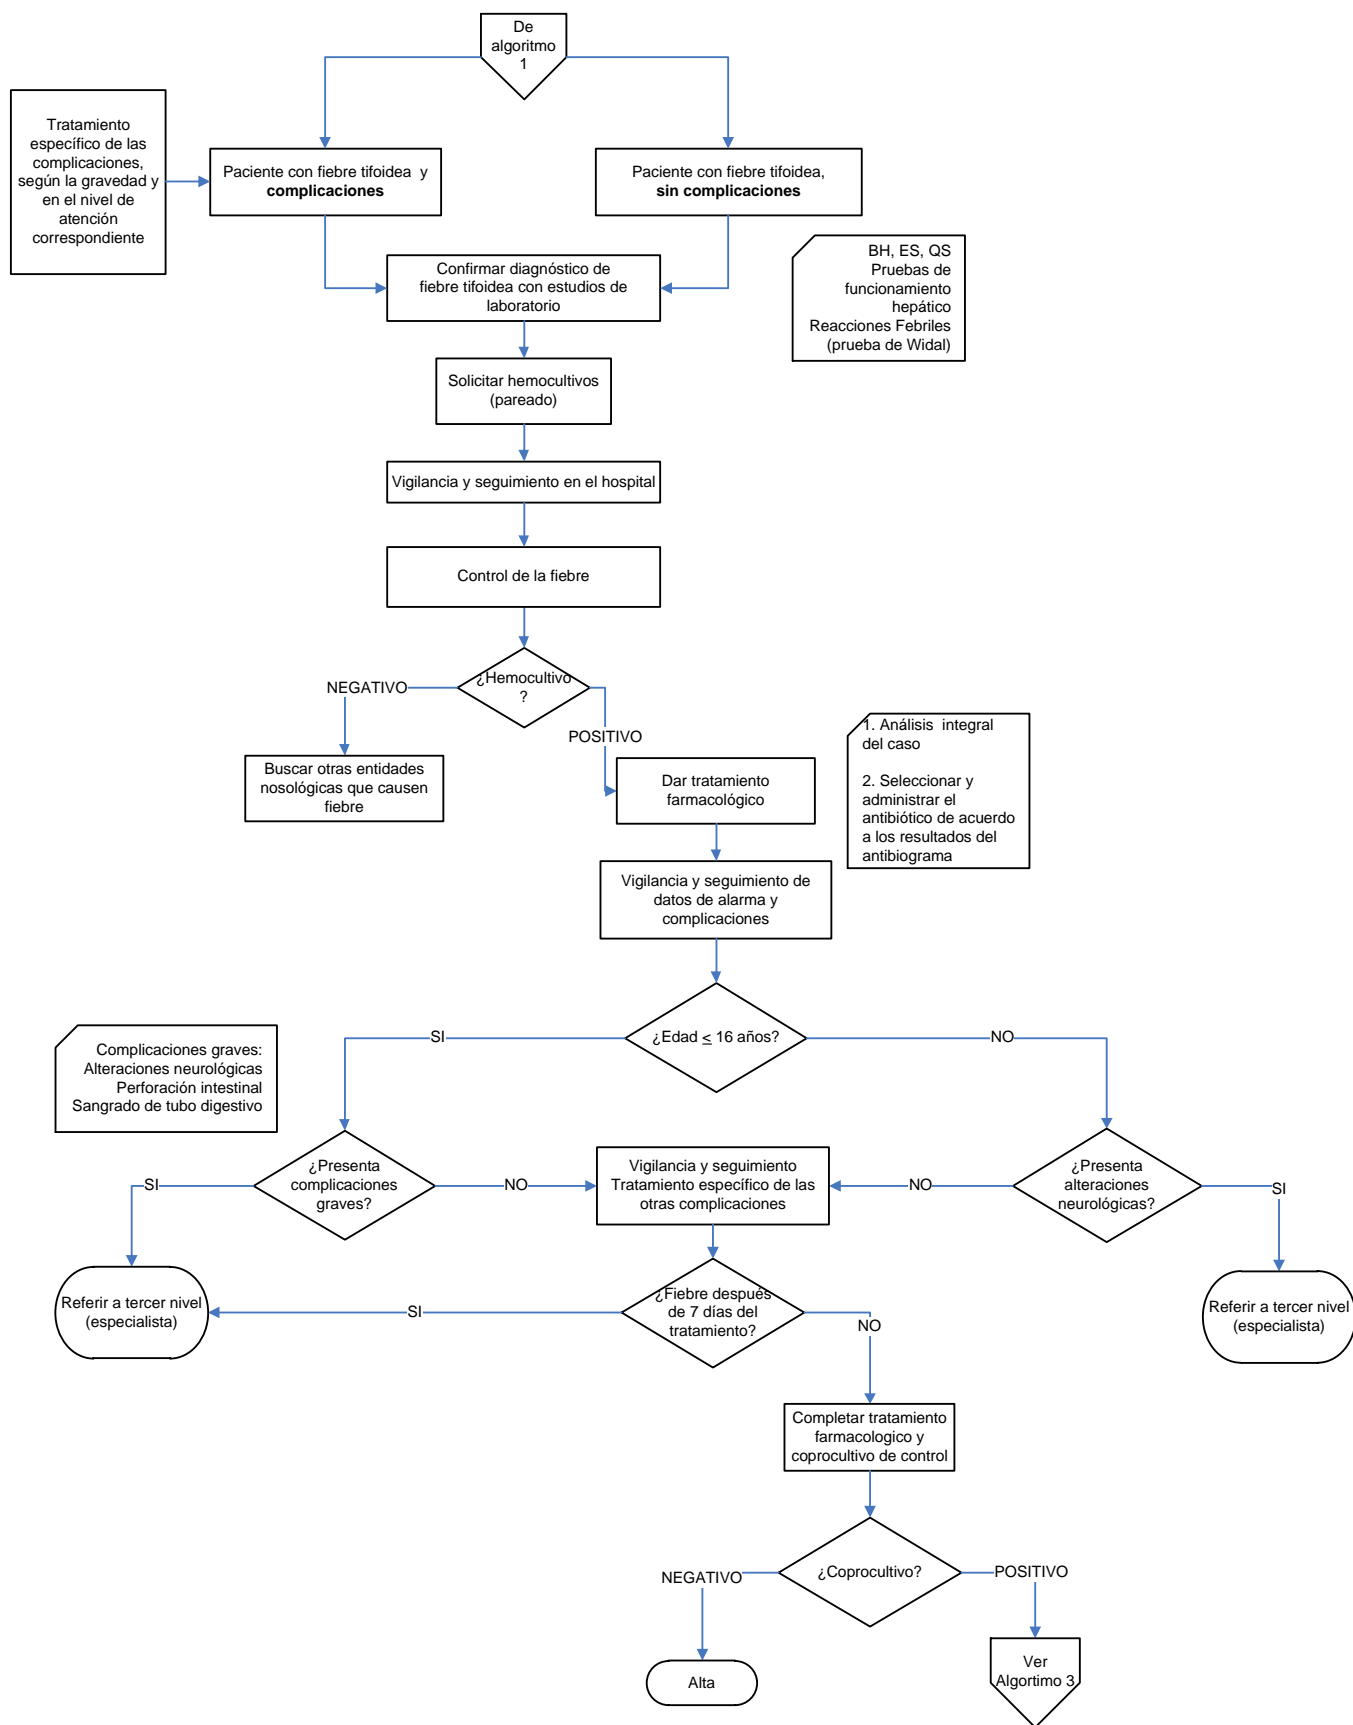 De
algoritmo
1
Tratamiento
específico de las
complicaciones,
según la gravedad y
en el nivel de
atención
correspondiente
Paciente con fiebre tifoidea y
complicaciones
Paciente con fiebre tifoidea,
sin complicaciones
Confirmar diagnóstico de
fiebre tifoidea con estudios de
laboratorio
BH, ES, QS
Pruebas de
funcionamiento
hepático
Reacciones Febriles
(prueba de Widal)
Solicitar hemocultivos
(pareado)
Vigilancia y seguimiento en el hospital
Control de la fiebre
¿Hemocultivo
?
NEGATIVO
POSITIVO
Buscar otras entidades
nosológicas que causen
fiebre
Dar tratamiento
farmacológico
1. Análisis integral
del caso
2. Seleccionar y
administrar el
antibiótico de acuerdo
a los resultados del
antibiograma
Vigilancia y seguimiento de
datos de alarma y
complicaciones
¿Edad ≤ 16 años?
SI
NO
Complicaciones graves:
Alteraciones neurológicas
Perforación intestinal
Sangrado de tubo digestivo
¿Presenta
complicaciones
graves?
SI
NO
Vigilancia y seguimiento
Tratamiento específico de las
otras complicaciones
NO
¿Presenta
alteraciones
neurológicas?
SI
Referir a tercer nivel
(especialista)
SI
¿Fiebre después
de 7 días del
tratamiento?
NO
Referir a tercer nivel
(especialista)
Completar tratamiento
farmacologico y
coprocultivo de control
¿Coprocultivo?
NEGATIVO
POSITIVO
Alta
Ver
Algortimo 3